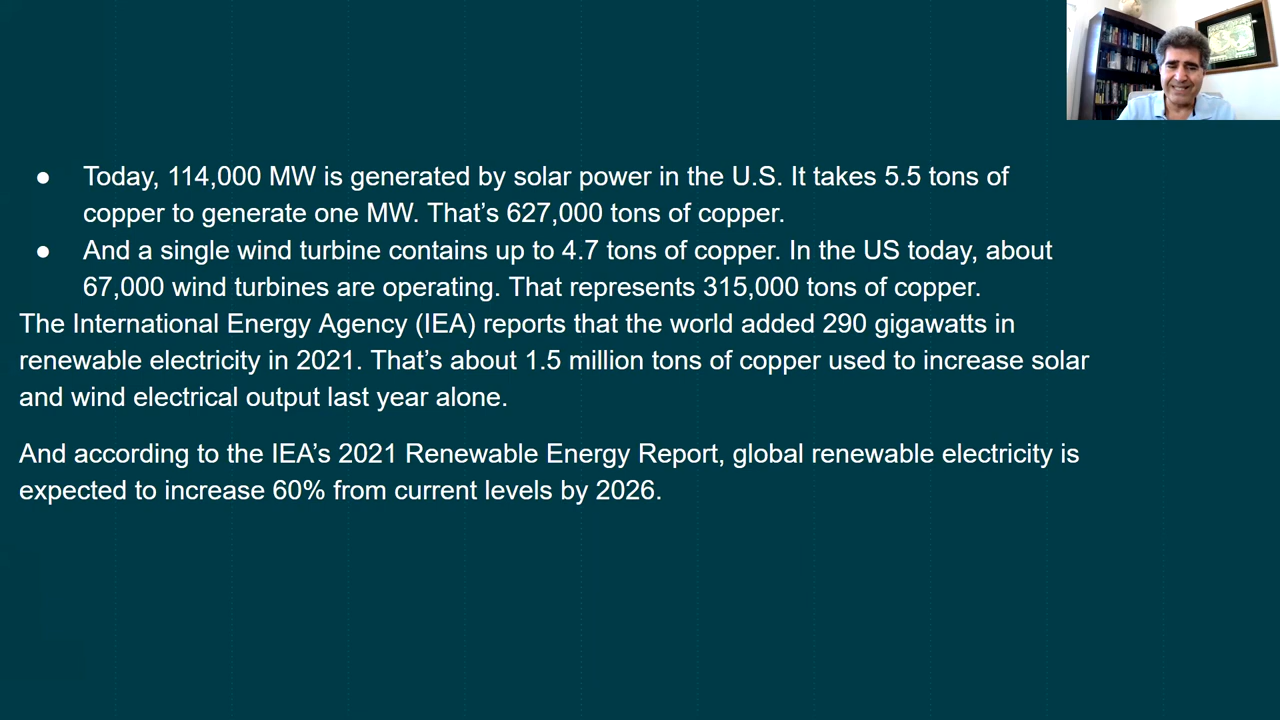 ● Today, 114,000 MW is generated by solar power in the U.S. It takes 5.5 tons of
copper to generate one MW. That’s 627,000 tons of copper.
● And a single wind turbine contains up to 4.7 tons of copper. In the US today, about
67,000 wind turbines are operating. That represents 315,000 tons of copper.
The International Energy Agency (IEA) reports that the world added 290 gigawatts in
renewable electricity in 2021. That’s about 1.5 million tons of copper used to increase solar
and wind electrical output last year alone.
And according to the IEA’s 2021 Renewable Energy Report, global renewable electricity is
expected to increase 60% from current levels by 2026.